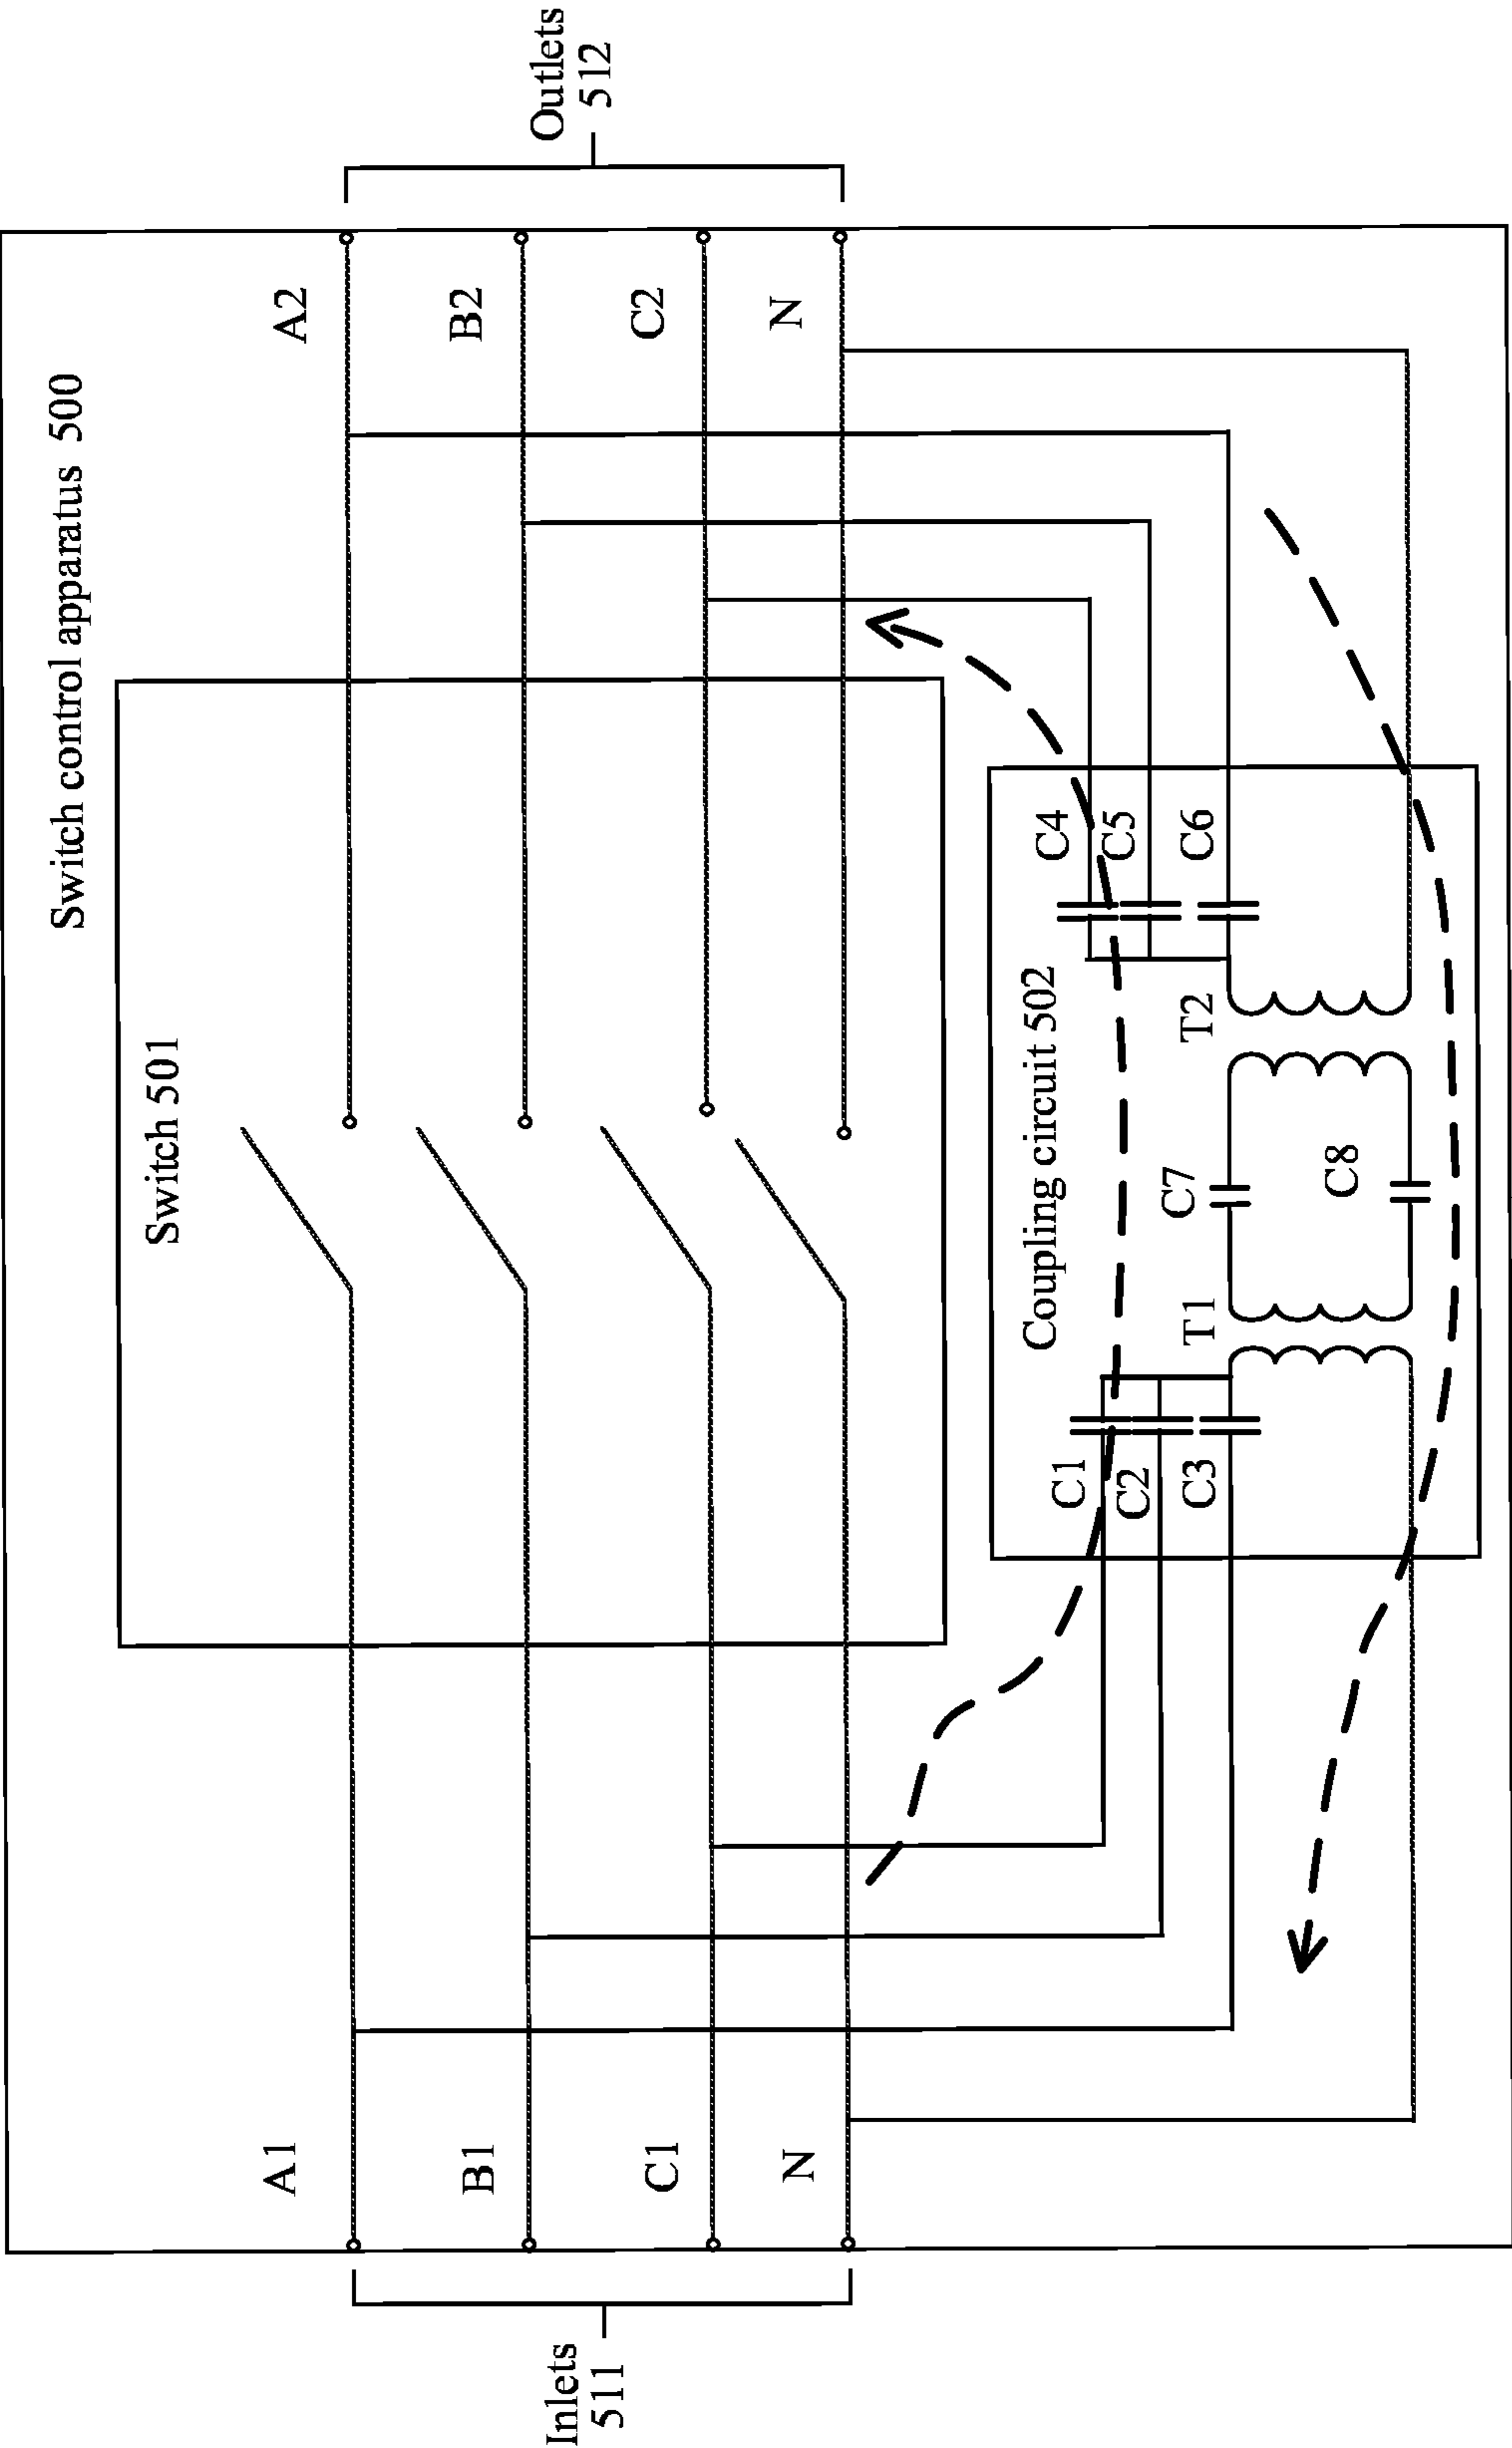 Switch control apparatus 500
Switch 501
Inlets
511
Outlets
512
A1
A2
B1
B2
C1
C2
N
N
Coupling circuit 502
C1
C4
C2
C5
C3
T1
C7
T2
C6
C8